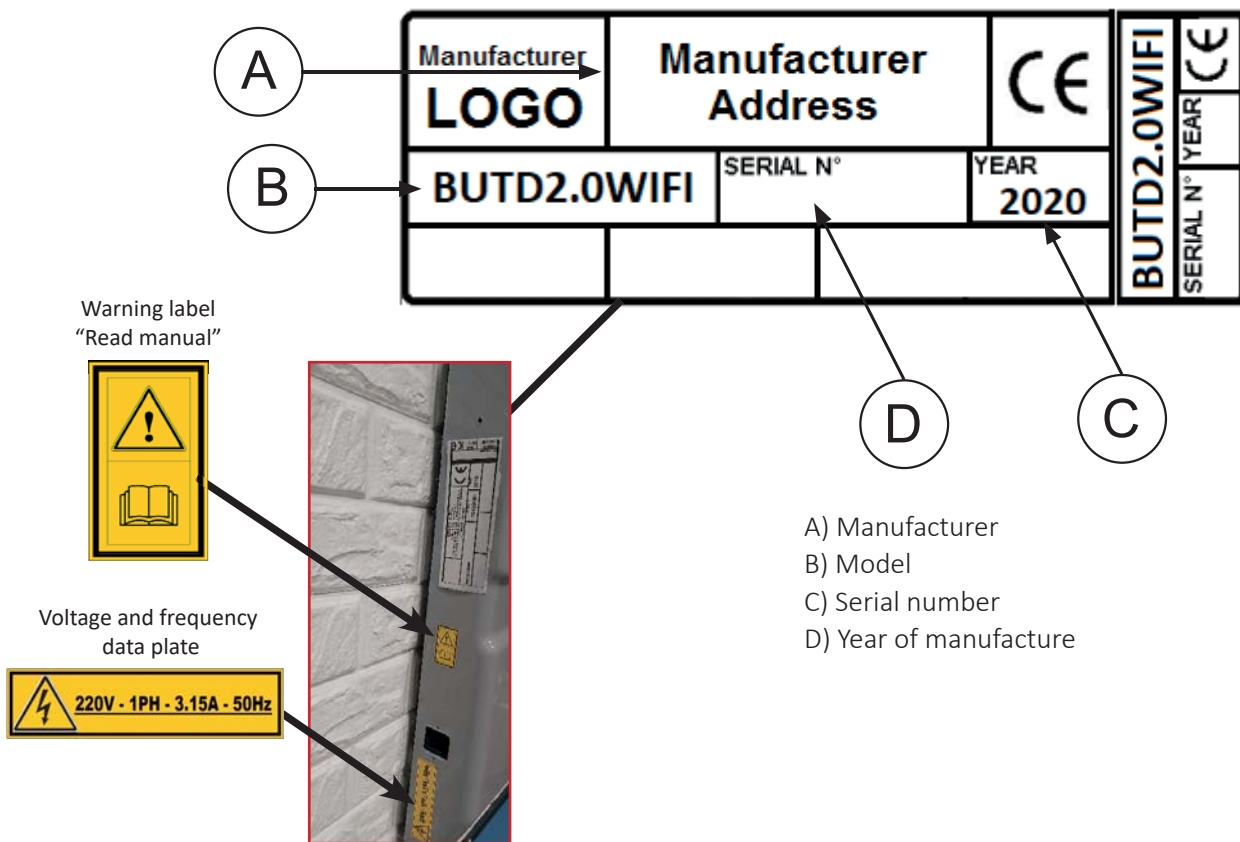 A
Manufacturer
LOGO
Manufacturer
Address
CE
B
BUTD2.0WIFI
SERIAL N°
YEAR
2020
BUTD2.0WIFI
SERIAL N°
YEAR
CE
D
C
Warning label
“Read manual”
!
Voltage and frequency
data plate
220V - 1PH - 3.15A - 50Hz
A) Manufacturer
B) Model
C) Serial number
D) Year of manufacture